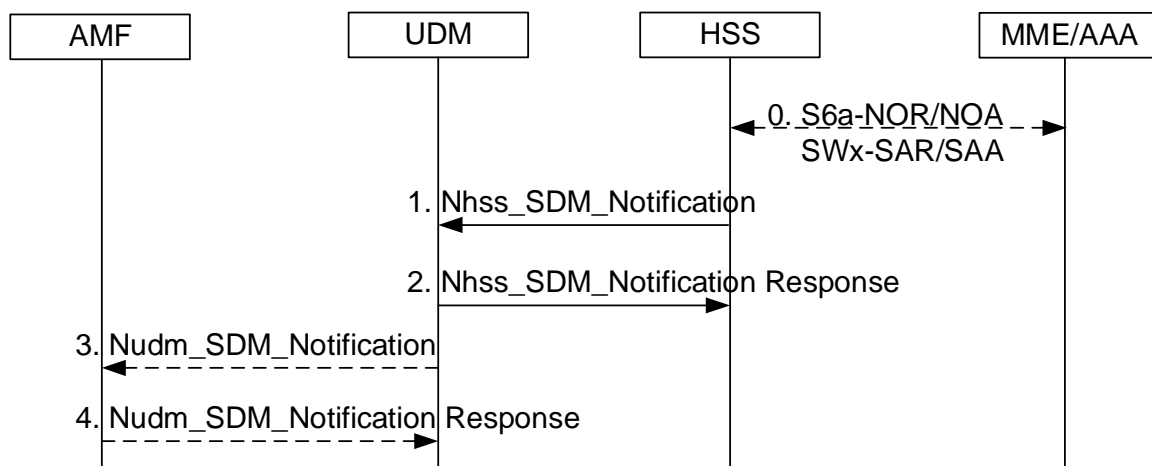 AMF
UDM
HSS
MME/AAA
0. S6a-NOR/NOA
SWx-SAR/SAA
1. Nhss_SDM_Notification
2. Nhss_SDM_Notification Response
3. Nudm_SDM_Notification
4. Nudm_SDM_Notification Response